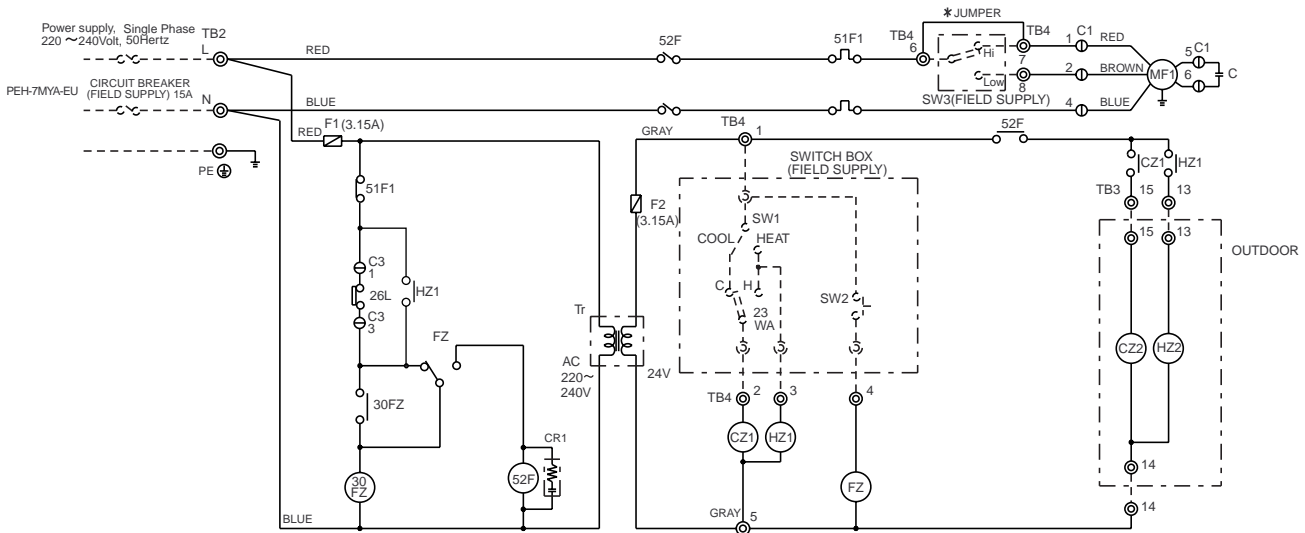 Power supply, Single Phase
220 ～240Volt, 50Hertz
TB2
L
RED
52F
51F1
TB4
6
＊JUMPER
TB4
7
Hi
Low
8
SW3(FIELD SUPPLY)
1
C1
RED
2
BROWN
4
BLUE
MF1
5
C1
6
C
PEH-7MYA-EU
CIRCUIT BREAKER
(FIELD SUPPLY) 15A
N
BLUE
PE
RED
F1(3.15A)
51F1
C3
1
26L
C3
3
HZ1
FZ
30FZ
30
FZ
52F
CR1
BLUE
Tr
AC
220～
240V
24V
GRAY
F2
(3.15A)
TB4
1
SWITCH BOX
(FIELD SUPPLY)
SW1
COOL
HEAT
C
H
23
WA
SW2
TB4
2
3
4
CZ1
HZ1
FZ
GRAY
5
52F
CZ1
HZ1
TB3
15
13
15
13
OUTDOOR
CZ2
HZ2
14
14